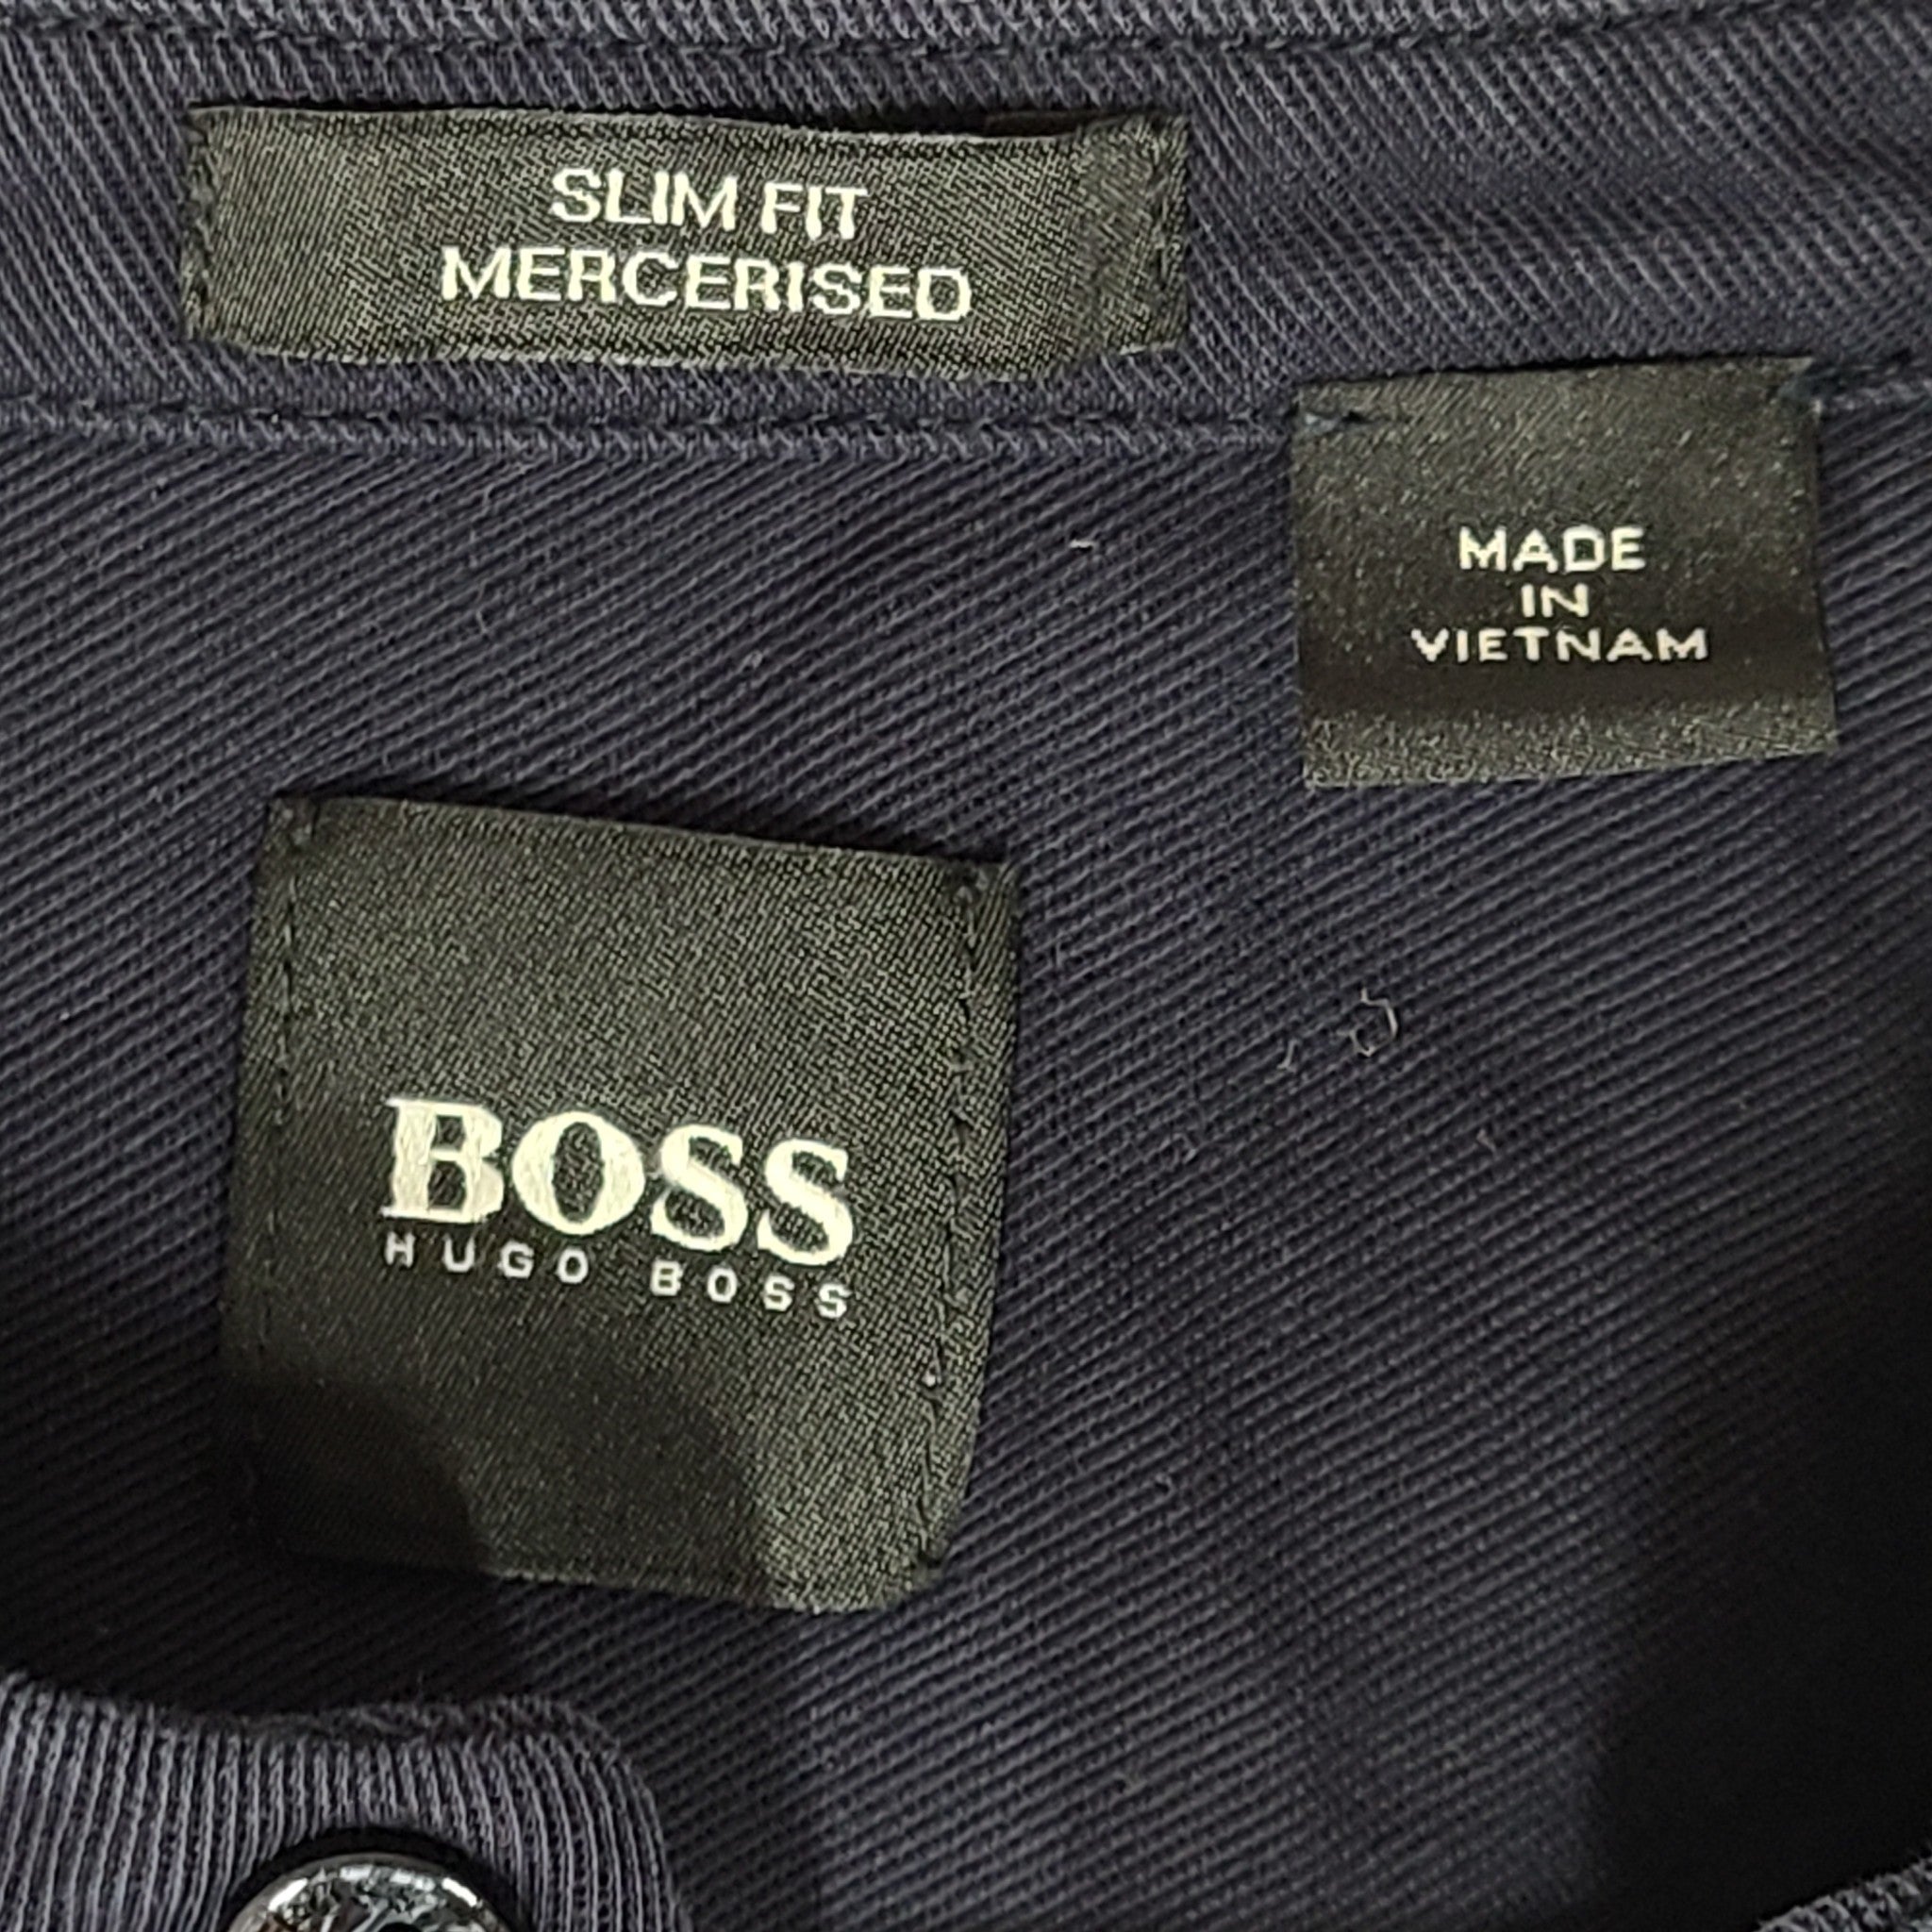 SLIM FIT
MERCERISED
MADE
IN
VIETNAM
BOSS
HUGO BOSS